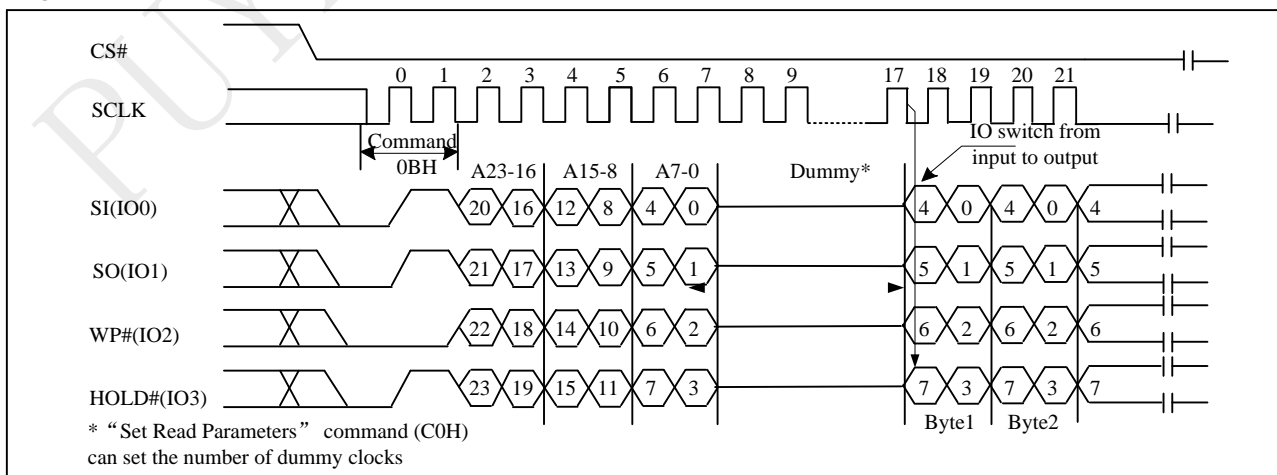 PUYA
CS#
0 1 2 3 4 5 6 7 8 9 17 18 19 20 21
SCLK
IO switch from
input to output
Command
0BH
A23-16 A15-8 A7-0 Dummy*
SI(IO0) 20 16 12 8 4 0 4 0 4 0 4
SO(IO1) 21 17 13 9 5 1 5 1 5 1 5
WP#(IO2) 22 18 14 10 6 2 6 2 6 2 6
HOLD#(IO3) 23 19 15 11 7 3 7 3 7 3 7
Byte1 Byte2
* “Set Read Parameters” command (C0H)
can set the number of dummy clocks